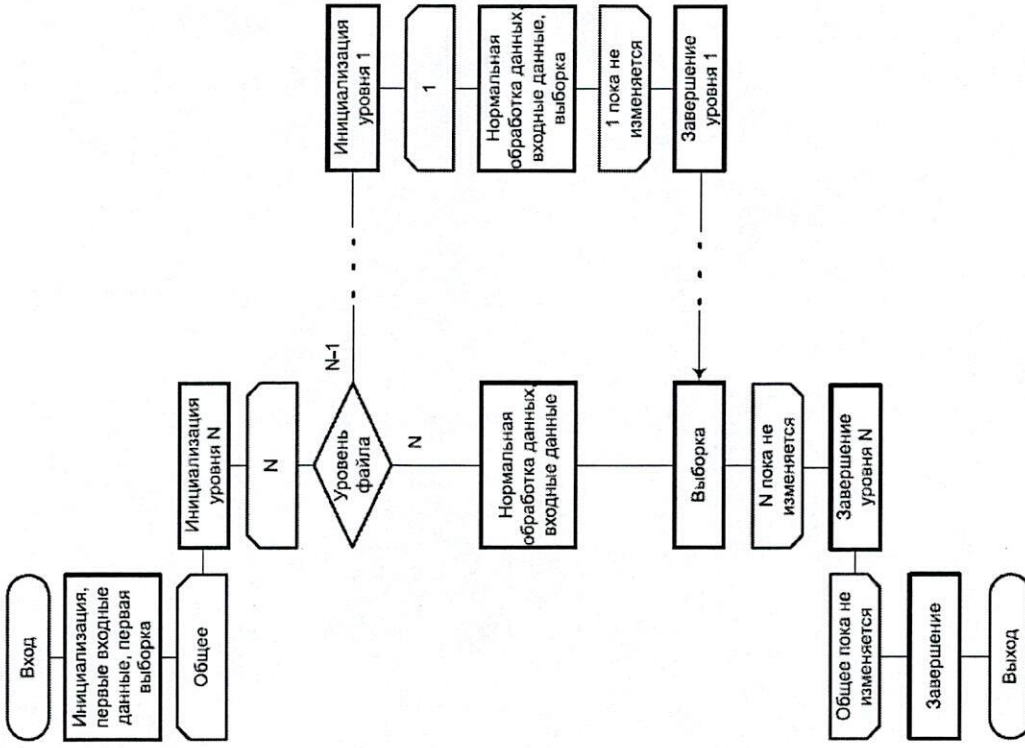 Вход
Инициализация,
первые входные
данные, первая
выборка
Общее
Инициализация
уровня N
N
Уровень
файла
N–1
N
Нормальная
обработка данных,
входные данные
Выборка
N пока не
изменяется
Завершение
уровня N
Общее пока не
изменяется
Завершение
Выход
Инициализация
уровня 1
1
Нормальная
обработка данных,
входные данные,
выборка
1 пока не
изменяется
Завершение
уровня 1